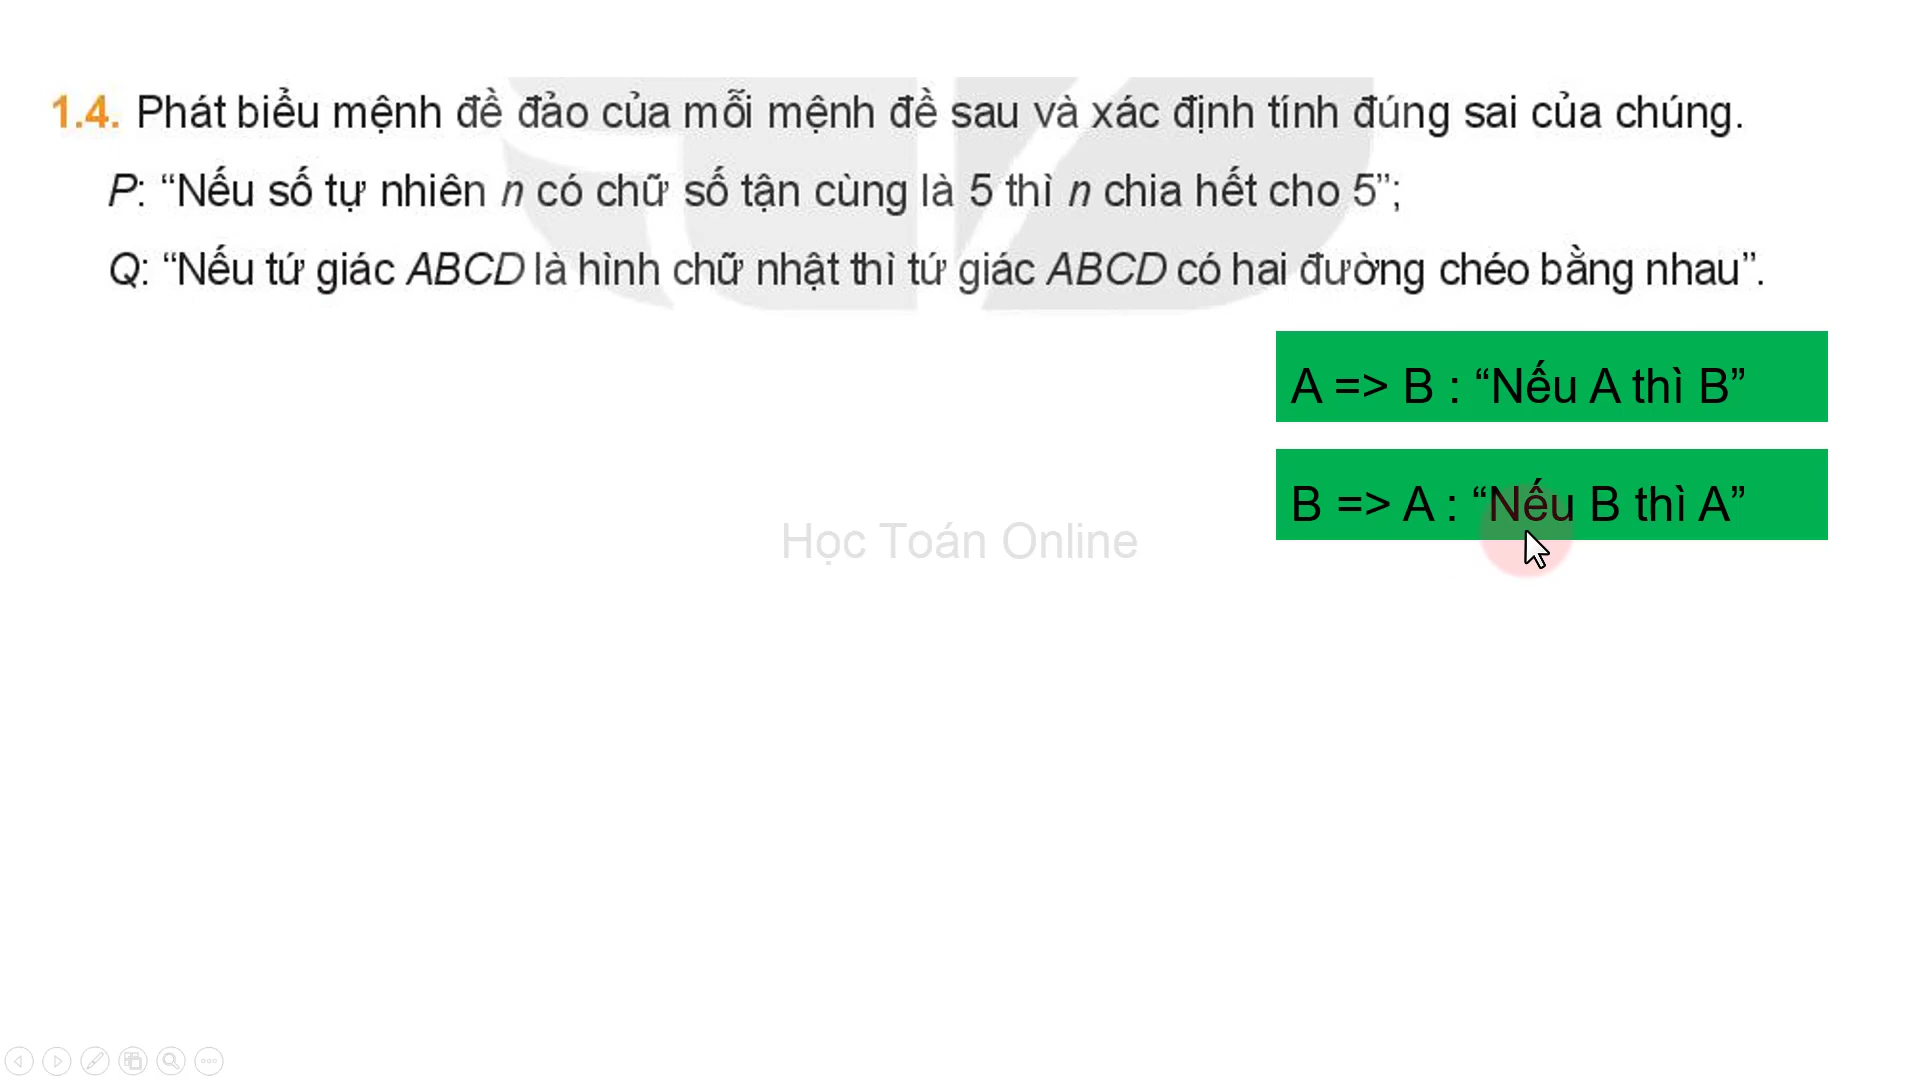 1.4. Phát biểu mệnh đề đảo của mỗi mệnh đề sau và xác định tính đúng sai của chúng.
P: “Nếu số tự nhiên n có chữ số tận cùng là 5 thì n chia hết cho 5”;
Q: “Nếu tứ giác ABCD là hình chữ nhật thì tứ giác ABCD có hai đường chéo bằng nhau”.
A => B : “Nếu A thì B”
B => A : “Nếu B thì A”
Học Toán Online